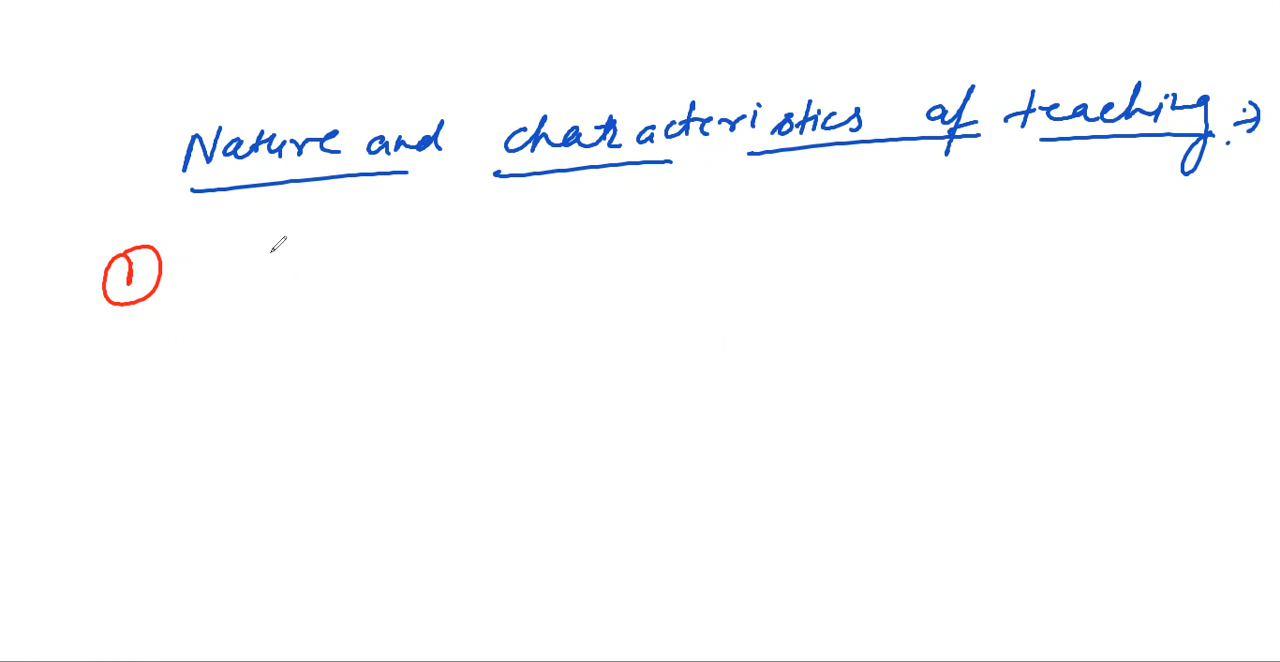 Nature and characteristics of teaching :→
①